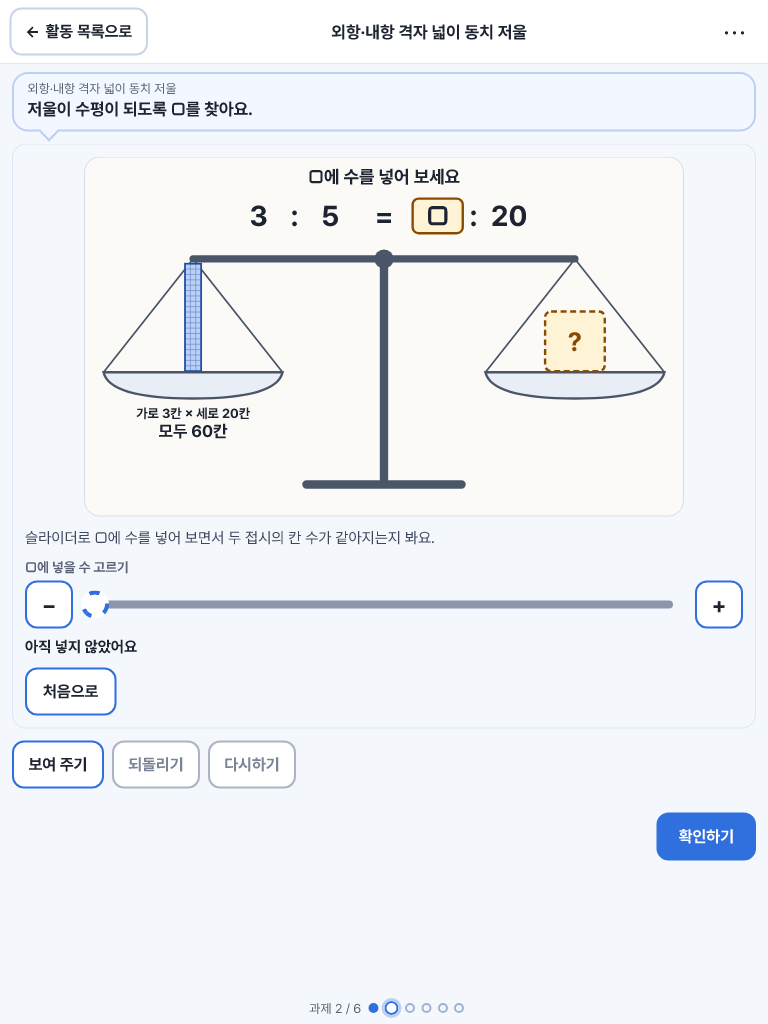 ← 활동 목록으로
외항·내항 격자 넓이 동치 저울
...
외항·내항 격자 넓이 동치 저울
저울이 수평이 되도록 □를 찾아요.
□에 수를 넣어 보세요
3 : 5 = □ : 20
?
가로 3칸 × 세로 20칸
모두 60칸
슬라이더로 □에 수를 넣어 보면서 두 접시의 칸 수가 같아지는지 봐요.
□에 넣을 수 고르기
− +
아직 넣지 않았어요
처음으로
보여 주기 되돌리기 다시하기
확인하기
과제 2 / 6